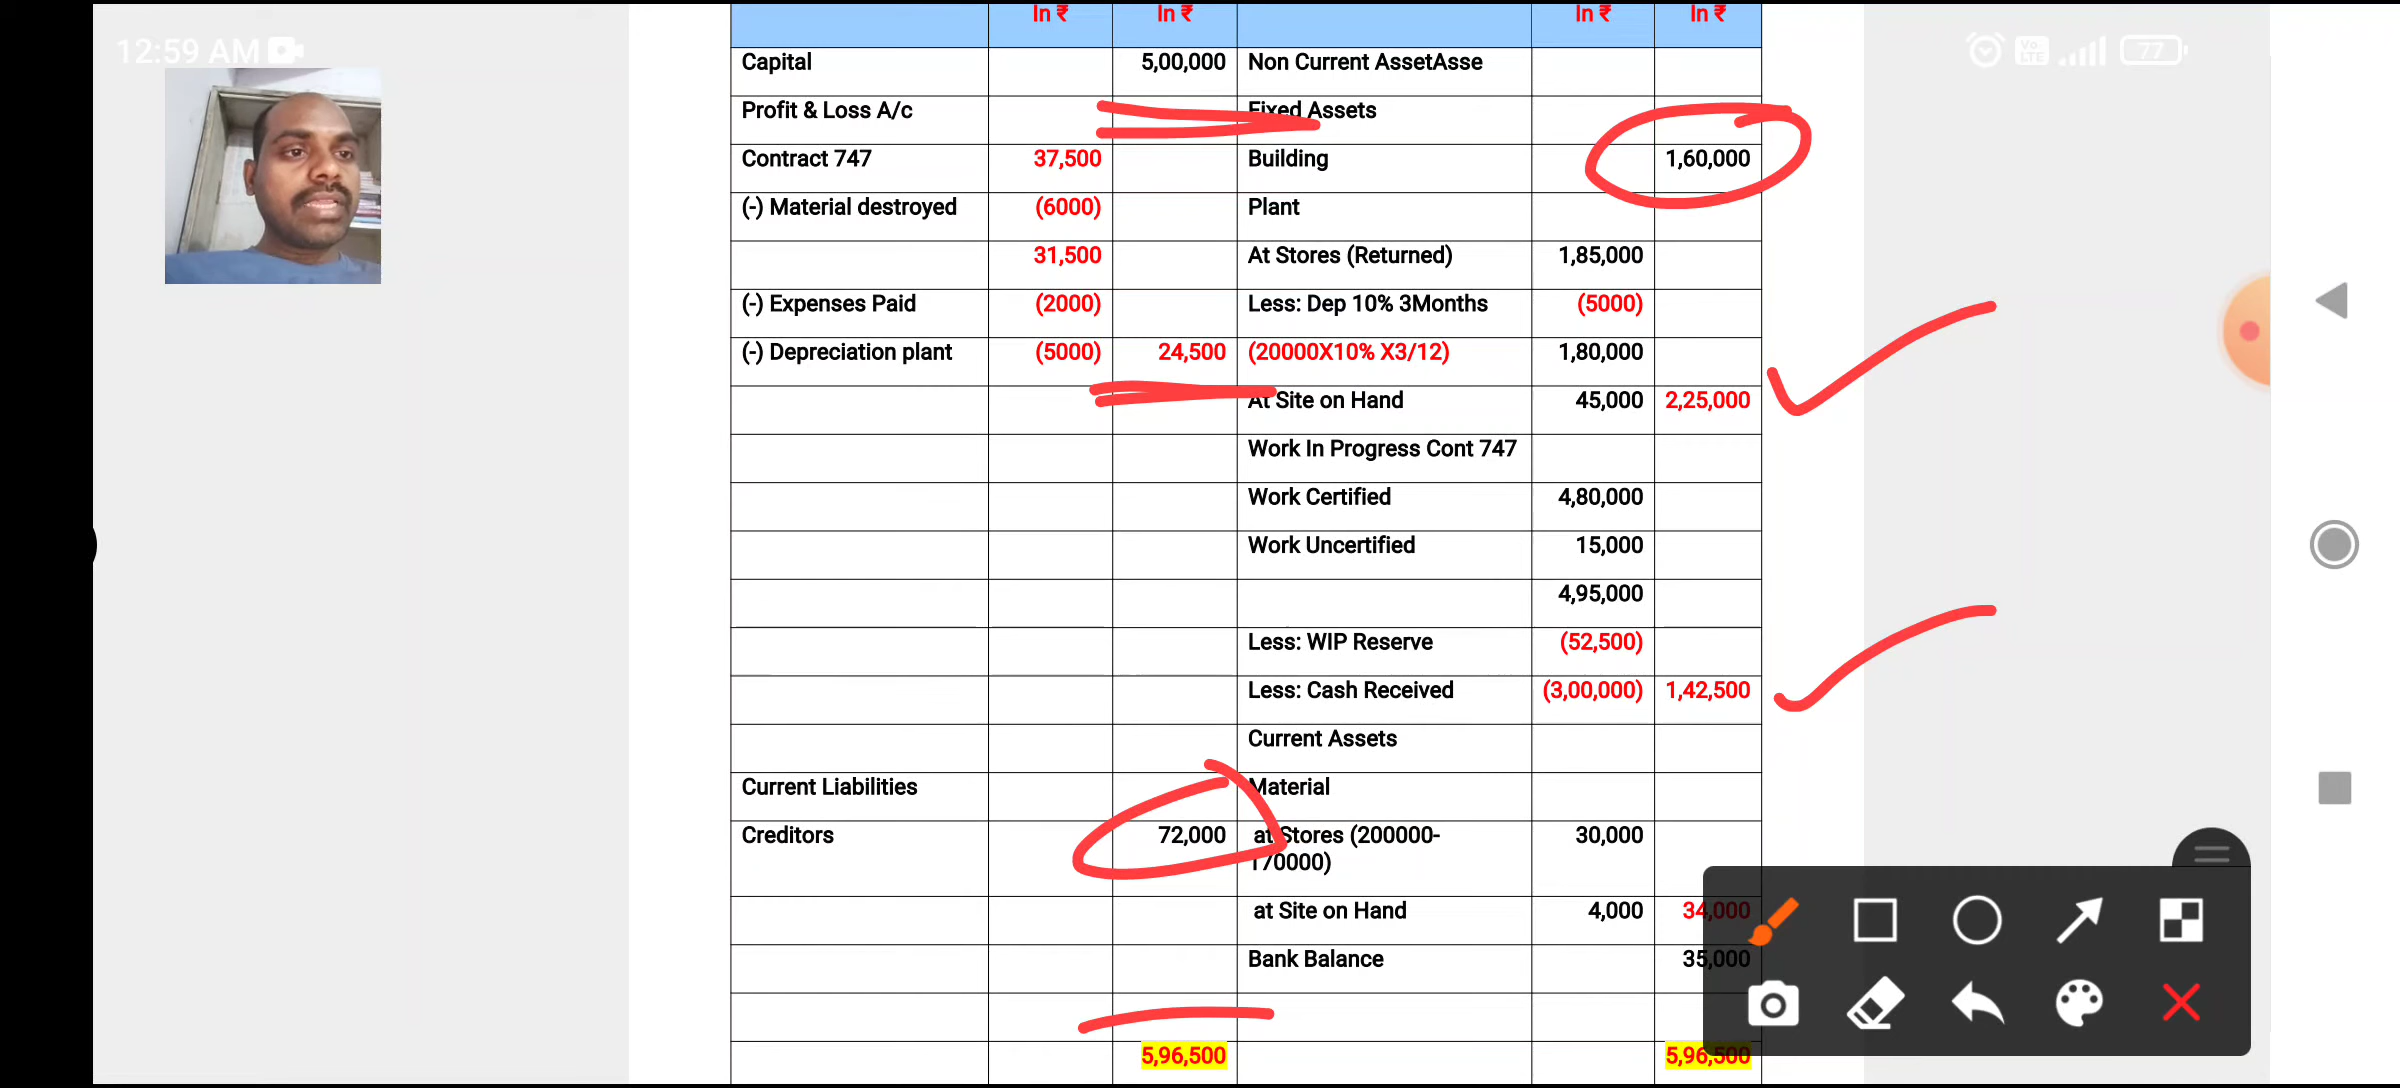 12:59 AM
Vo LTE
77
In ₹ In ₹ In ₹ In ₹
Capital 5,00,000 Non Current AssetAsse
Profit & Loss A/c Fixed Assets
Contract 747 37,500 Building 1,60,000
(-) Material destroyed (6000) Plant
31,500 At Stores (Returned) 1,85,000
(-) Expenses Paid (2000) Less: Dep 10% 3Months (5000)
(-) Depreciation plant (5000) 24,500 (20000X10% X3/12) 1,80,000
At Site on Hand 45,000 2,25,000
Work In Progress Cont 747
Work Certified 4,80,000
Work Uncertified 15,000
4,95,000
Less: WIP Reserve (52,500)
Less: Cash Received (3,00,000) 1,42,500
Current Assets
Current Liabilities Material
Creditors 72,000 at Stores (200000- 30,000
170000)
at Site on Hand 4,000 34,000
Bank Balance 35,000
5,96,500 5,96,500